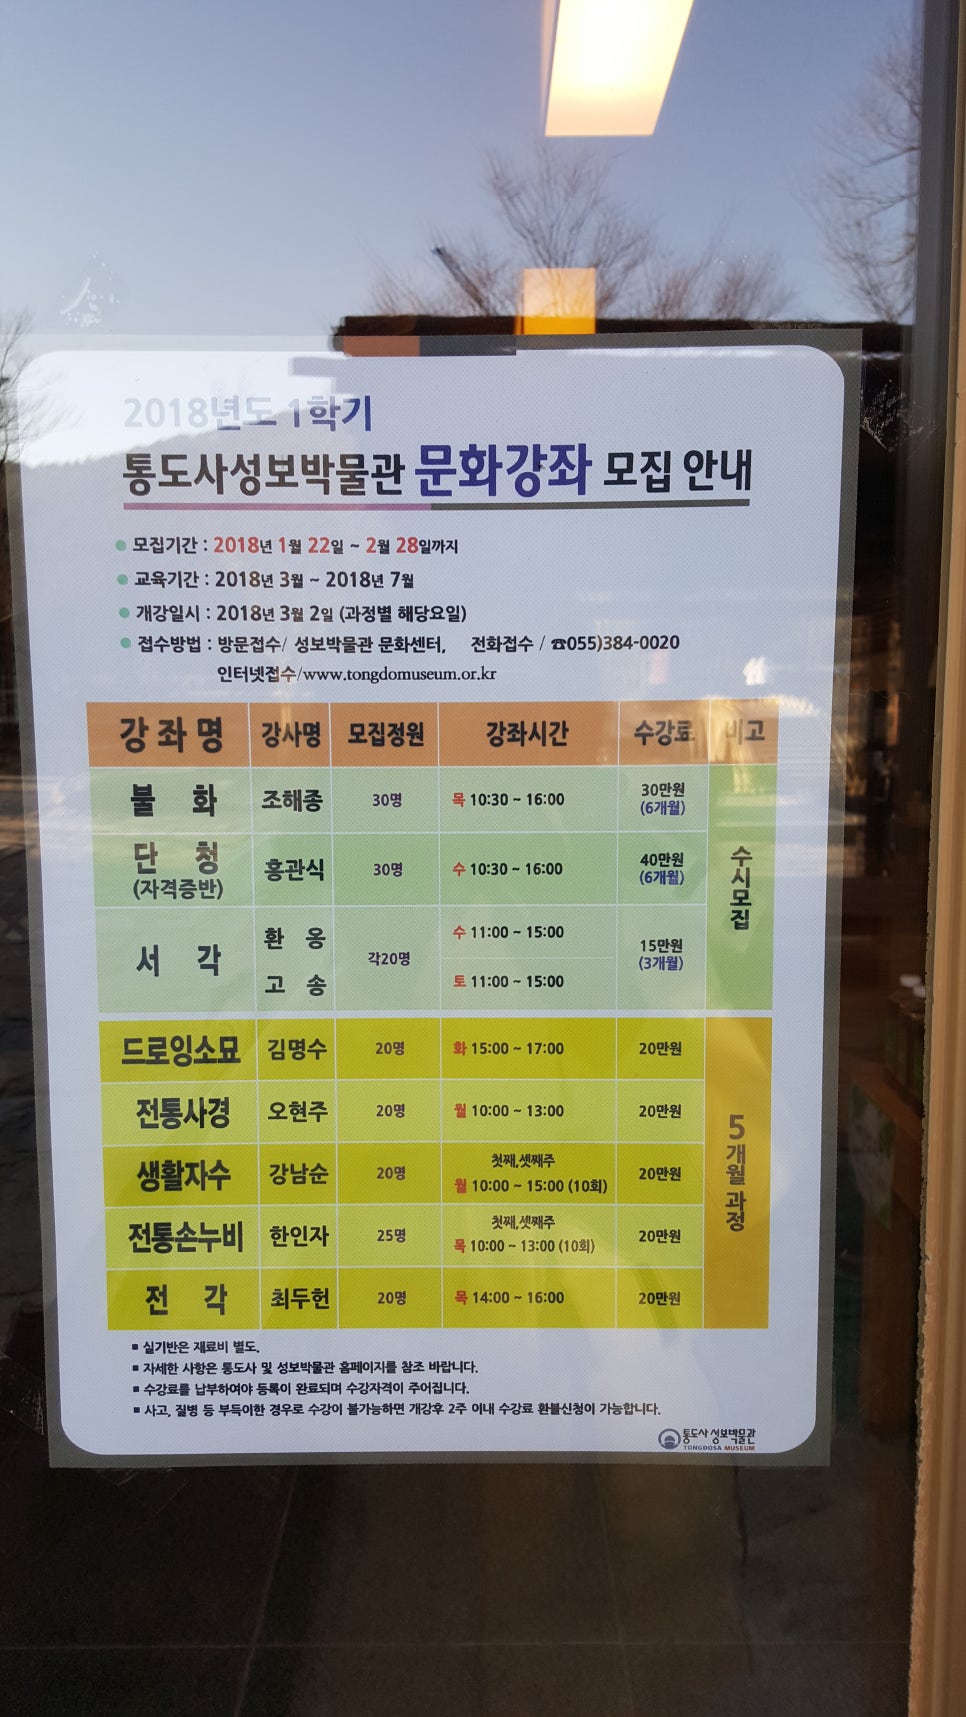 2018년도 1학기
통도사성보박물관 문화강좌 모집 안내
● 모집기간 : 2018년 1월 22일 ~ 2월 28일까지
● 교육기간 : 2018년 3월 ~ 2018년 7월
● 개강일시 : 2018년 3월 2일 (과정별 해당요일)
● 접수방법 : 방문접수/ 성보박물관 문화센터, 전화접수 / ☎055)384-0020
인터넷접수/www.tongdomuseum.or.kr
강좌명 강사명 모집정원 강좌시간 수강료 비고
불 화 조해종 30명 목 10:30 ~ 16:00 30만원
(6개월)
단 청 홍관식 30명 수 10:30 ~ 16:00 40만원
(자격증반) (6개월)
수시모집
서 각 환 옹 각20명 수 11:00 ~ 15:00 15만원
고 송 토 11:00 ~ 15:00 (3개월)
드로잉소묘 김명수 20명 화 15:00 ~ 17:00 20만원
전통사경 오현주 20명 월 10:00 ~ 13:00 20만원
생활자수 강남순 20명 첫째,셋째주 20만원
월 10:00 ~ 15:00 (10회)
5개월 과정
전통손누비 한인자 25명 첫째,셋째주 20만원
목 10:00 ~ 13:00 (10회)
전 각 최두헌 20명 목 14:00 ~ 16:00 20만원
■ 실기반은 재료비 별도.
■ 자세한 사항은 통도사 및 성보박물관 홈페이지를 참조 바랍니다.
■ 수강료를 납부하여야 등록이 완료되며 수강자격이 주어집니다.
■ 사고, 질병 등 부득이한 경우로 수강이 불가능하면 개강후 2주 이내 수강료 환불신청이 가능합니다.
통도사 성보박물관
TONGDOSA MUSEUM